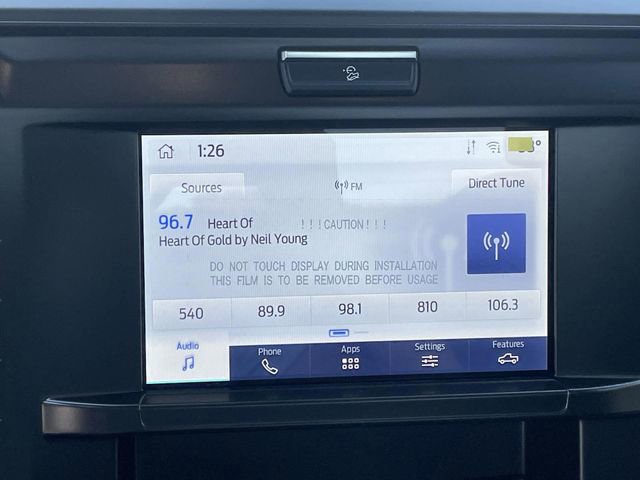 1:26
Sources
FM
Direct Tune
96.7 Heart Of
!!!CAUTION!!!
Heart Of Gold by Neil Young
DO NOT TOUCH DISPLAY DURING INSTALLATION
THIS FILM IS TO BE REMOVED BEFORE USAGE
540 89.9 98.1 810 106.3
Audio Phone Apps Settings Features